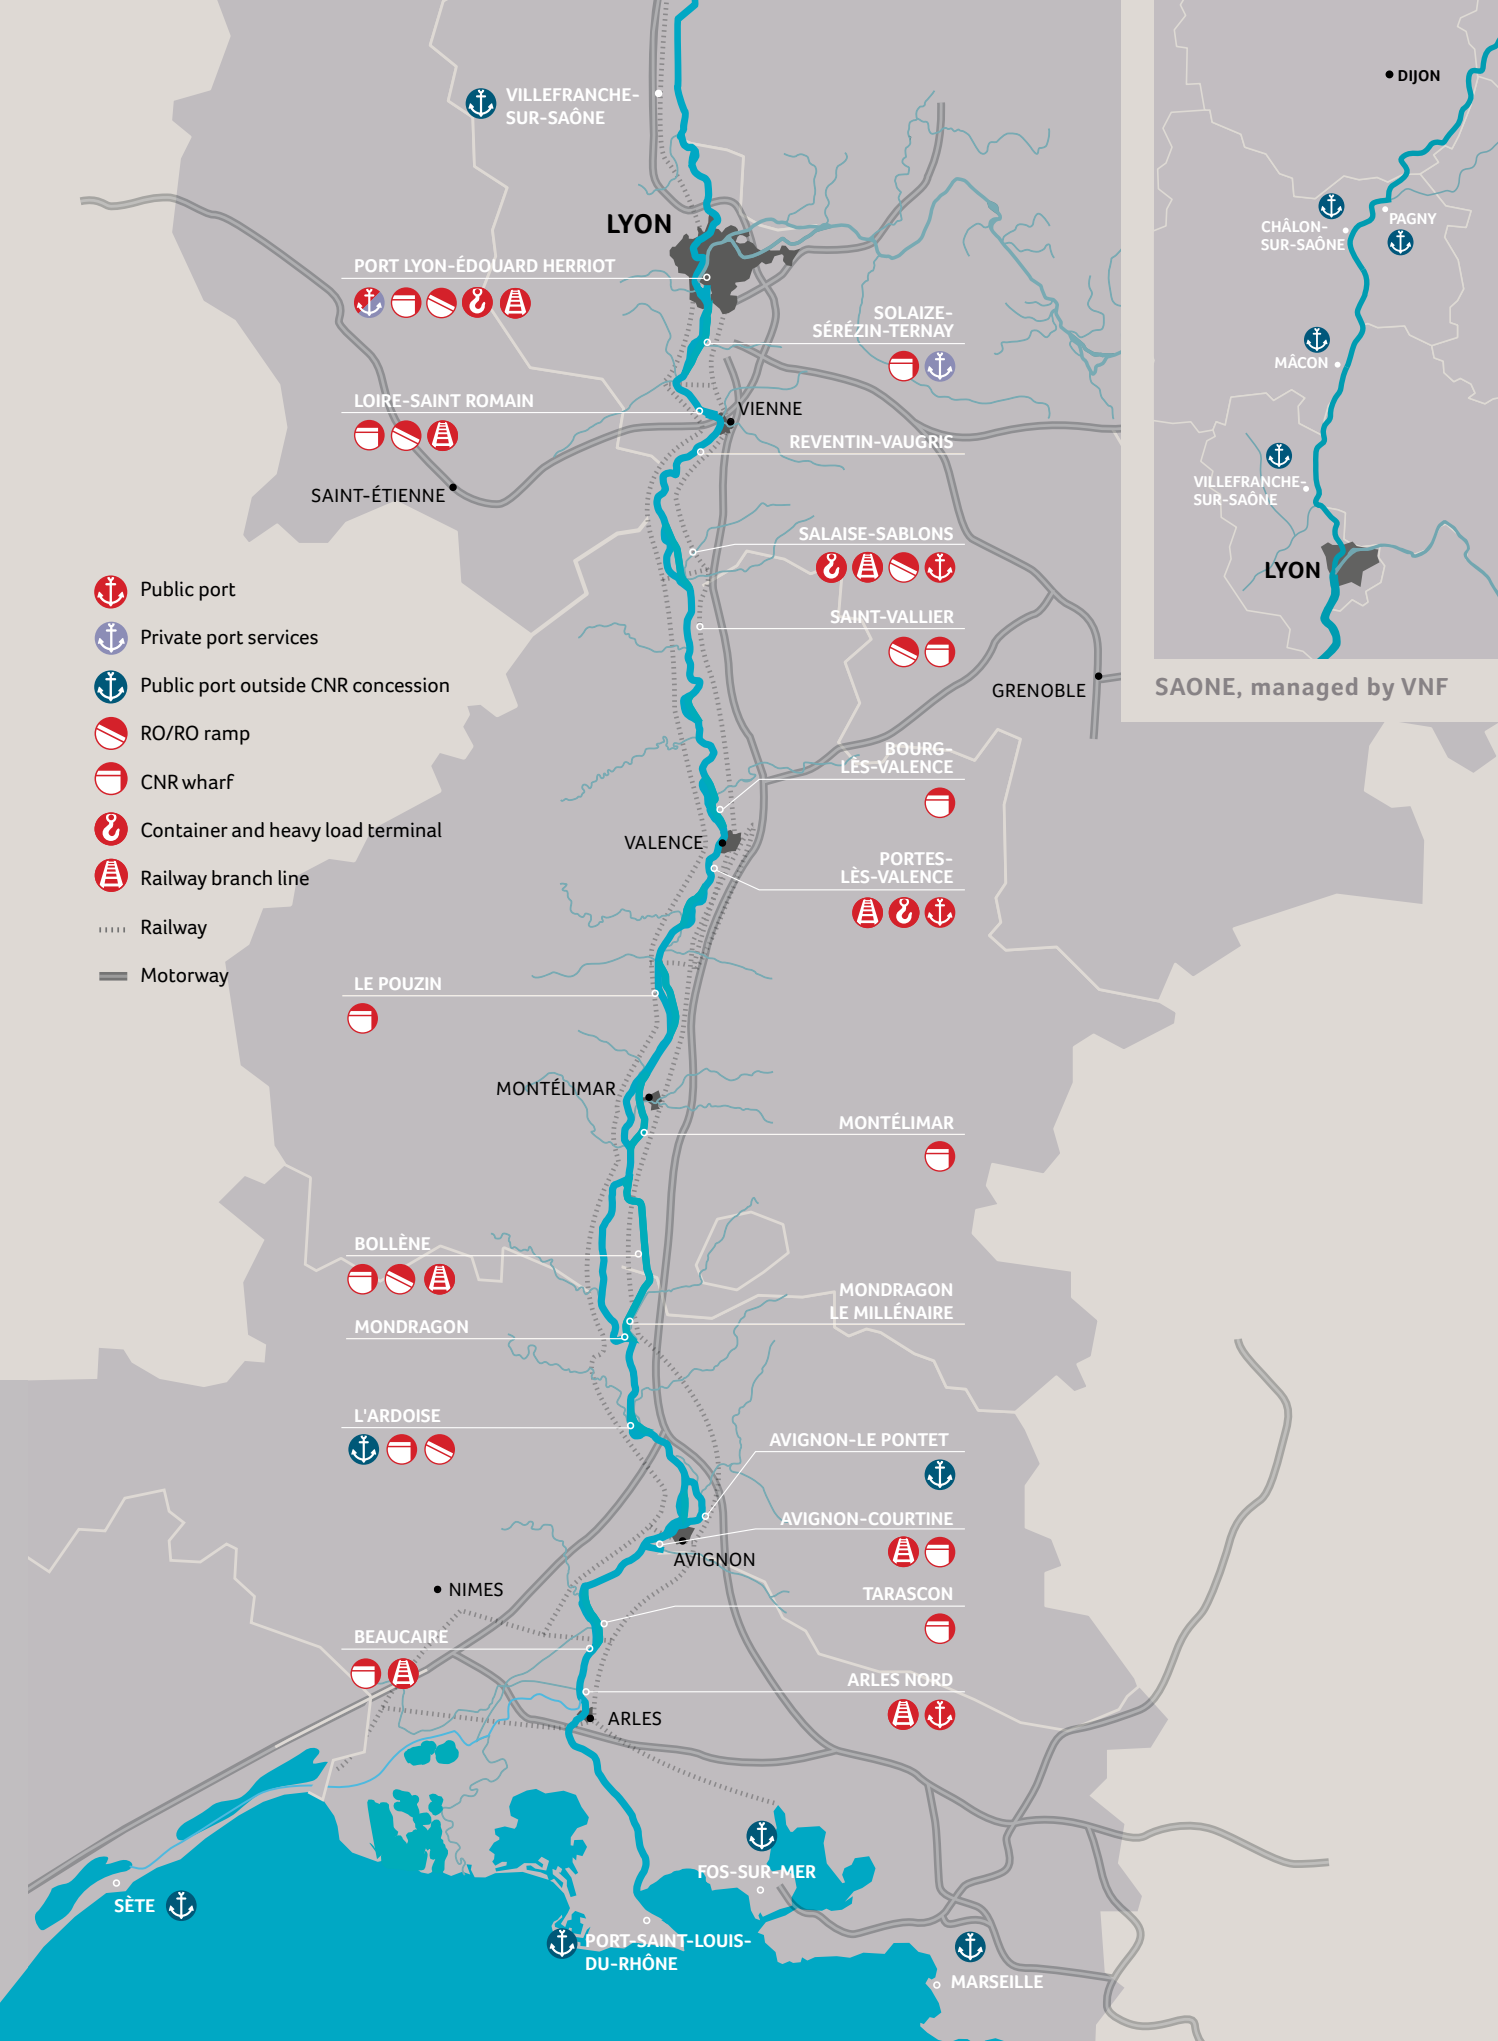 VILLEFRANCHE-
SUR-SAÔNE
LYON
PORT LYON-ÉDOUARD HERRIOT
SOLAIZE-
SÉRÉZIN-TERNAY
LOIRE-SAINT ROMAIN
VIENNE
REVENTIN-VAUGRIS
SAINT-ÉTIENNE
SALAISE-SABLONS
SAINT-VALLIER
GRENOBLE
BOURG-
LÈS-VALENCE
VALENCE
PORTES-
LÈS-VALENCE
LE POUZIN
MONTÉLIMAR
MONTÉLIMAR
BOLLÈNE
MONDRAGON
LE MILLÉNAIRE
MONDRAGON
L'ARDOISE
AVIGNON-LE PONTET
AVIGNON-COURTINE
AVIGNON
NIMES
TARASCON
BEAUCAIRE
ARLES NORD
ARLES
FOS-SUR-MER
SÈTE
PORT-SAINT-LOUIS-
DU-RHÔNE
MARSEILLE
Public port
Private port services
Public port outside CNR concession
RO/RO ramp
CNR wharf
Container and heavy load terminal
Railway branch line
Railway
Motorway
DIJON
PAGNY
CHÂLON-
SUR-SAÔNE
MÂCON
VILLEFRANCHE-
SUR-SAÔNE
LYON
SAONE, managed by VNF